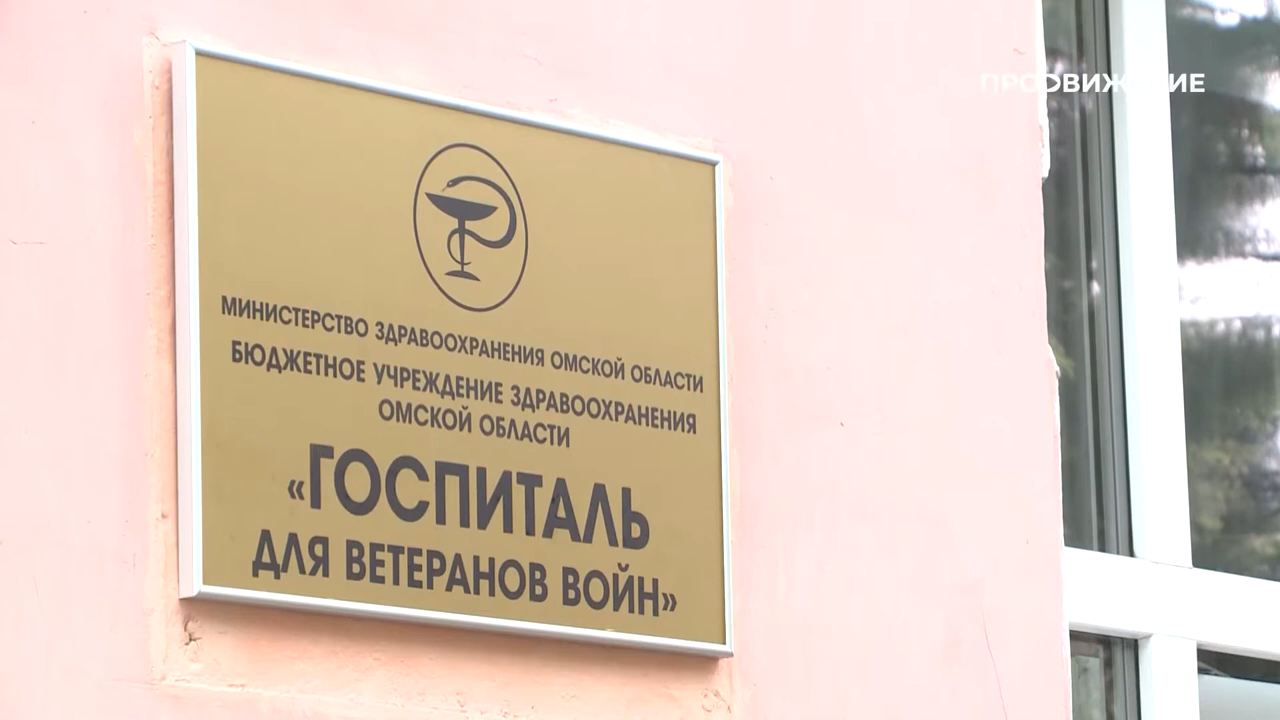 МИНИСТЕРСТВО ЗДРАВООХРАНЕНИЯ ОМСКОЙ ОБЛАСТИ
БЮДЖЕТНОЕ УЧРЕЖДЕНИЕ ЗДРАВООХРАНЕНИЯ
ОМСКОЙ ОБЛАСТИ
«ГОСПИТАЛЬ
ДЛЯ ВЕТЕРАНОВ ВОЙН»